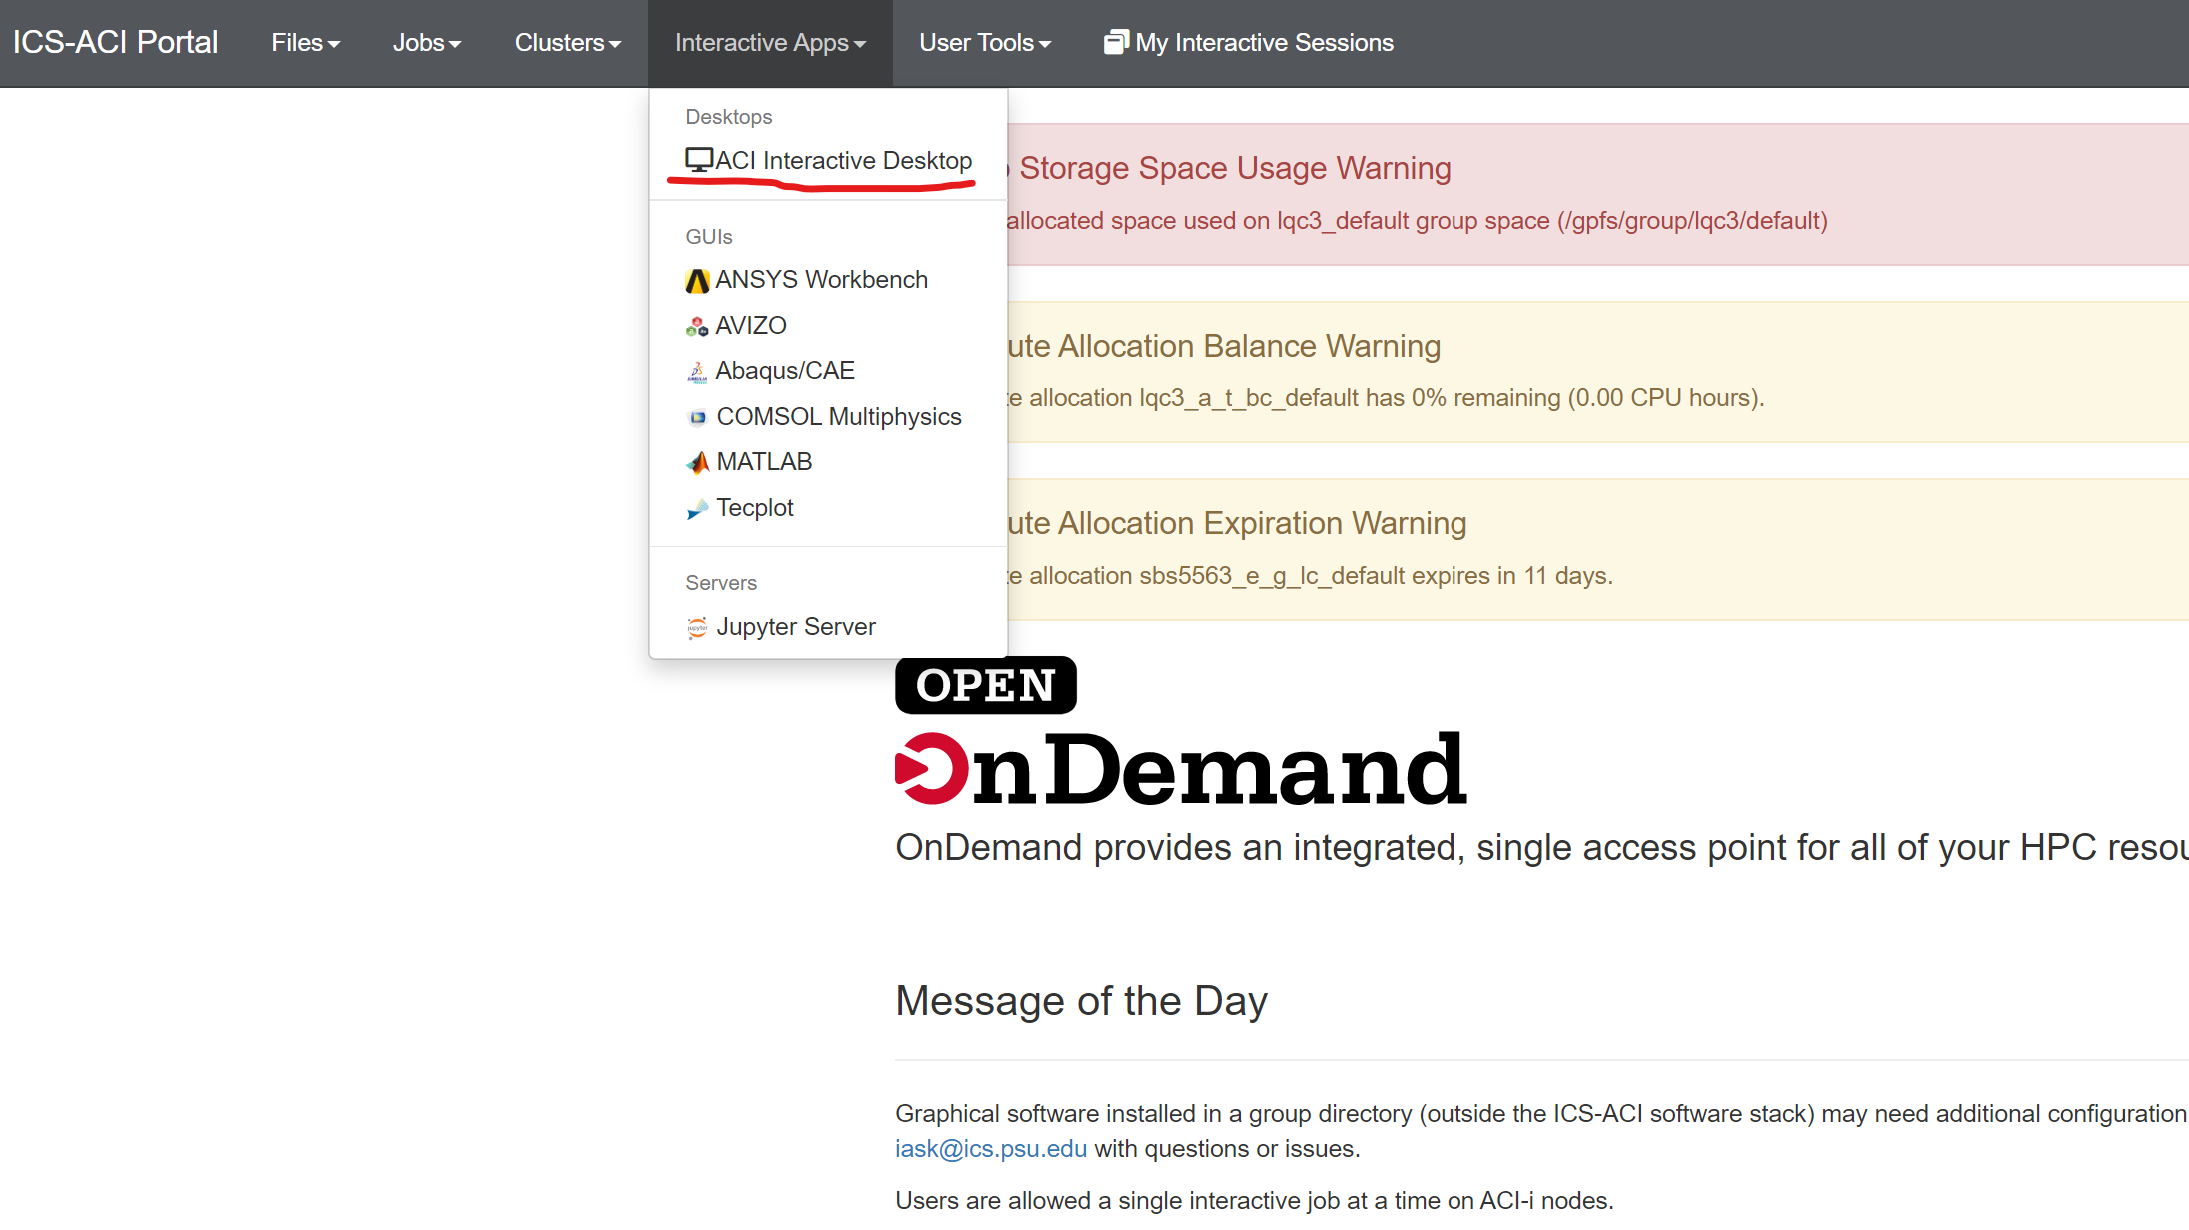 ICS-ACI Portal Files Jobs Clusters Interactive Apps User Tools My Interactive Sessions
Desktops
ACI Interactive Desktop
GUIs
ANSYS Workbench
AVIZO
Abaqus/CAE
COMSOL Multiphysics
MATLAB
Tecplot
Servers
Jupyter Server
Storage Space Usage Warning
allocated space used on lqc3_default group space (/gpfs/group/lqc3/default)
ute Allocation Balance Warning
te allocation lqc3_a_t_bc_default has 0% remaining (0.00 CPU hours).
ute Allocation Expiration Warning
te allocation sbs5563_e_g_lc_default expires in 11 days.
OPEN
OnDemand
OnDemand provides an integrated, single access point for all of your HPC resou
Message of the Day
Graphical software installed in a group directory (outside the ICS-ACI software stack) may need additional configuration
iask@ics.psu.edu with questions or issues.
Users are allowed a single interactive job at a time on ACI-i nodes.